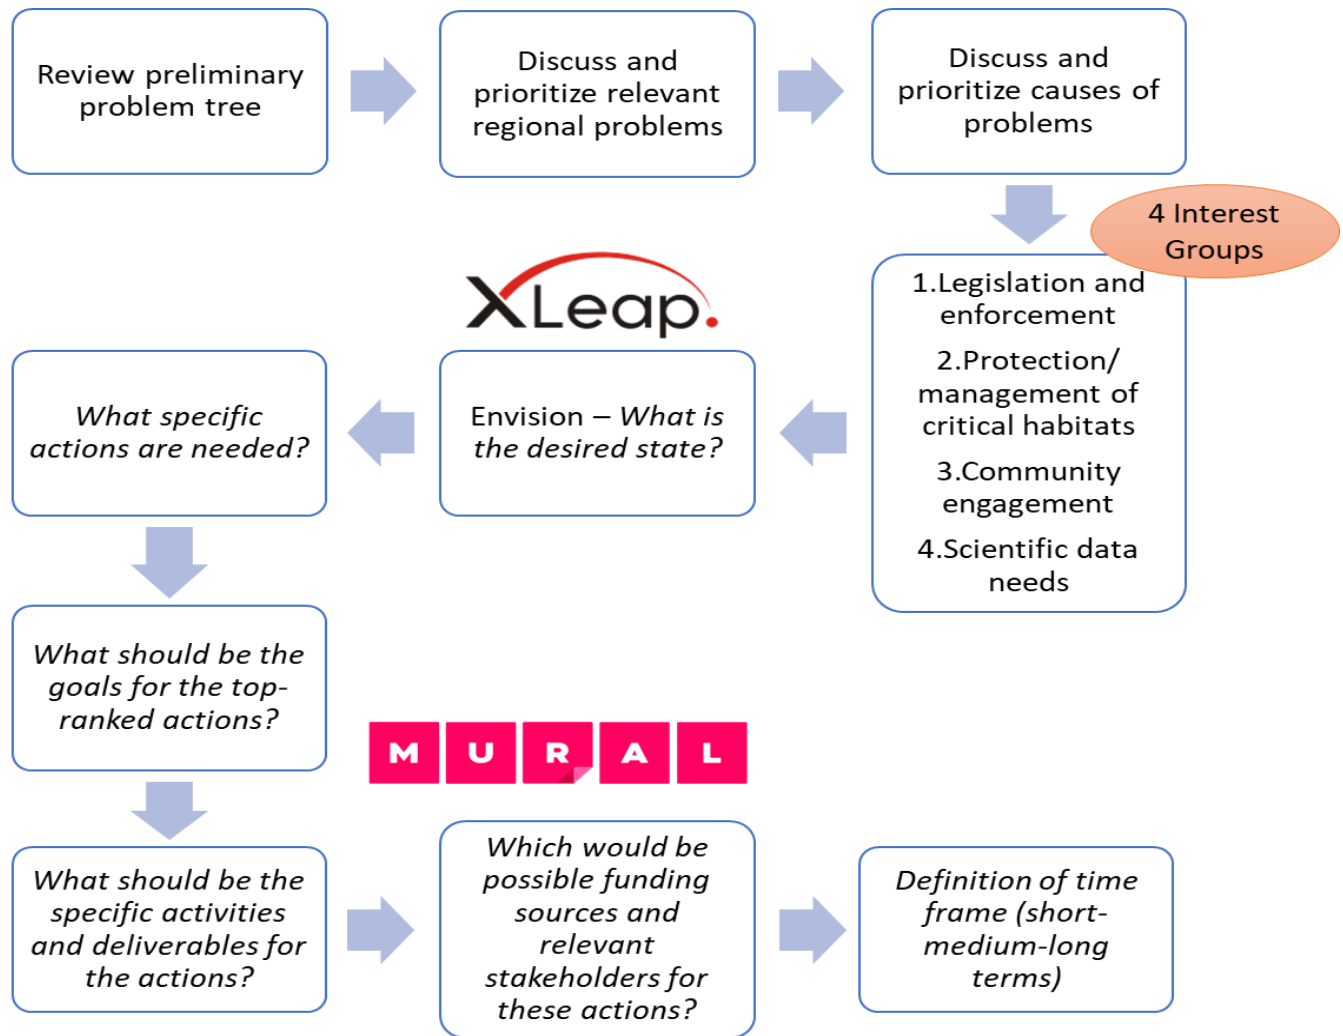 Review preliminary
problem tree
Discuss and
prioritize relevant
regional problems
Discuss and
prioritize causes of
problems
4 Interest
Groups
1.Legislation and
enforcement
2.Protection/
management of
critical habitats
3.Community
engagement
4.Scientific data
needs
XLeap.
Envision – What is
the desired state?
What specific
actions are needed?
What should be the
goals for the top-
ranked actions?
MURAL
What should be the
specific activities
and deliverables for
the actions?
Which would be
possible funding
sources and
relevant
stakeholders for
these actions?
Definition of time
frame (short-
medium-long
terms)